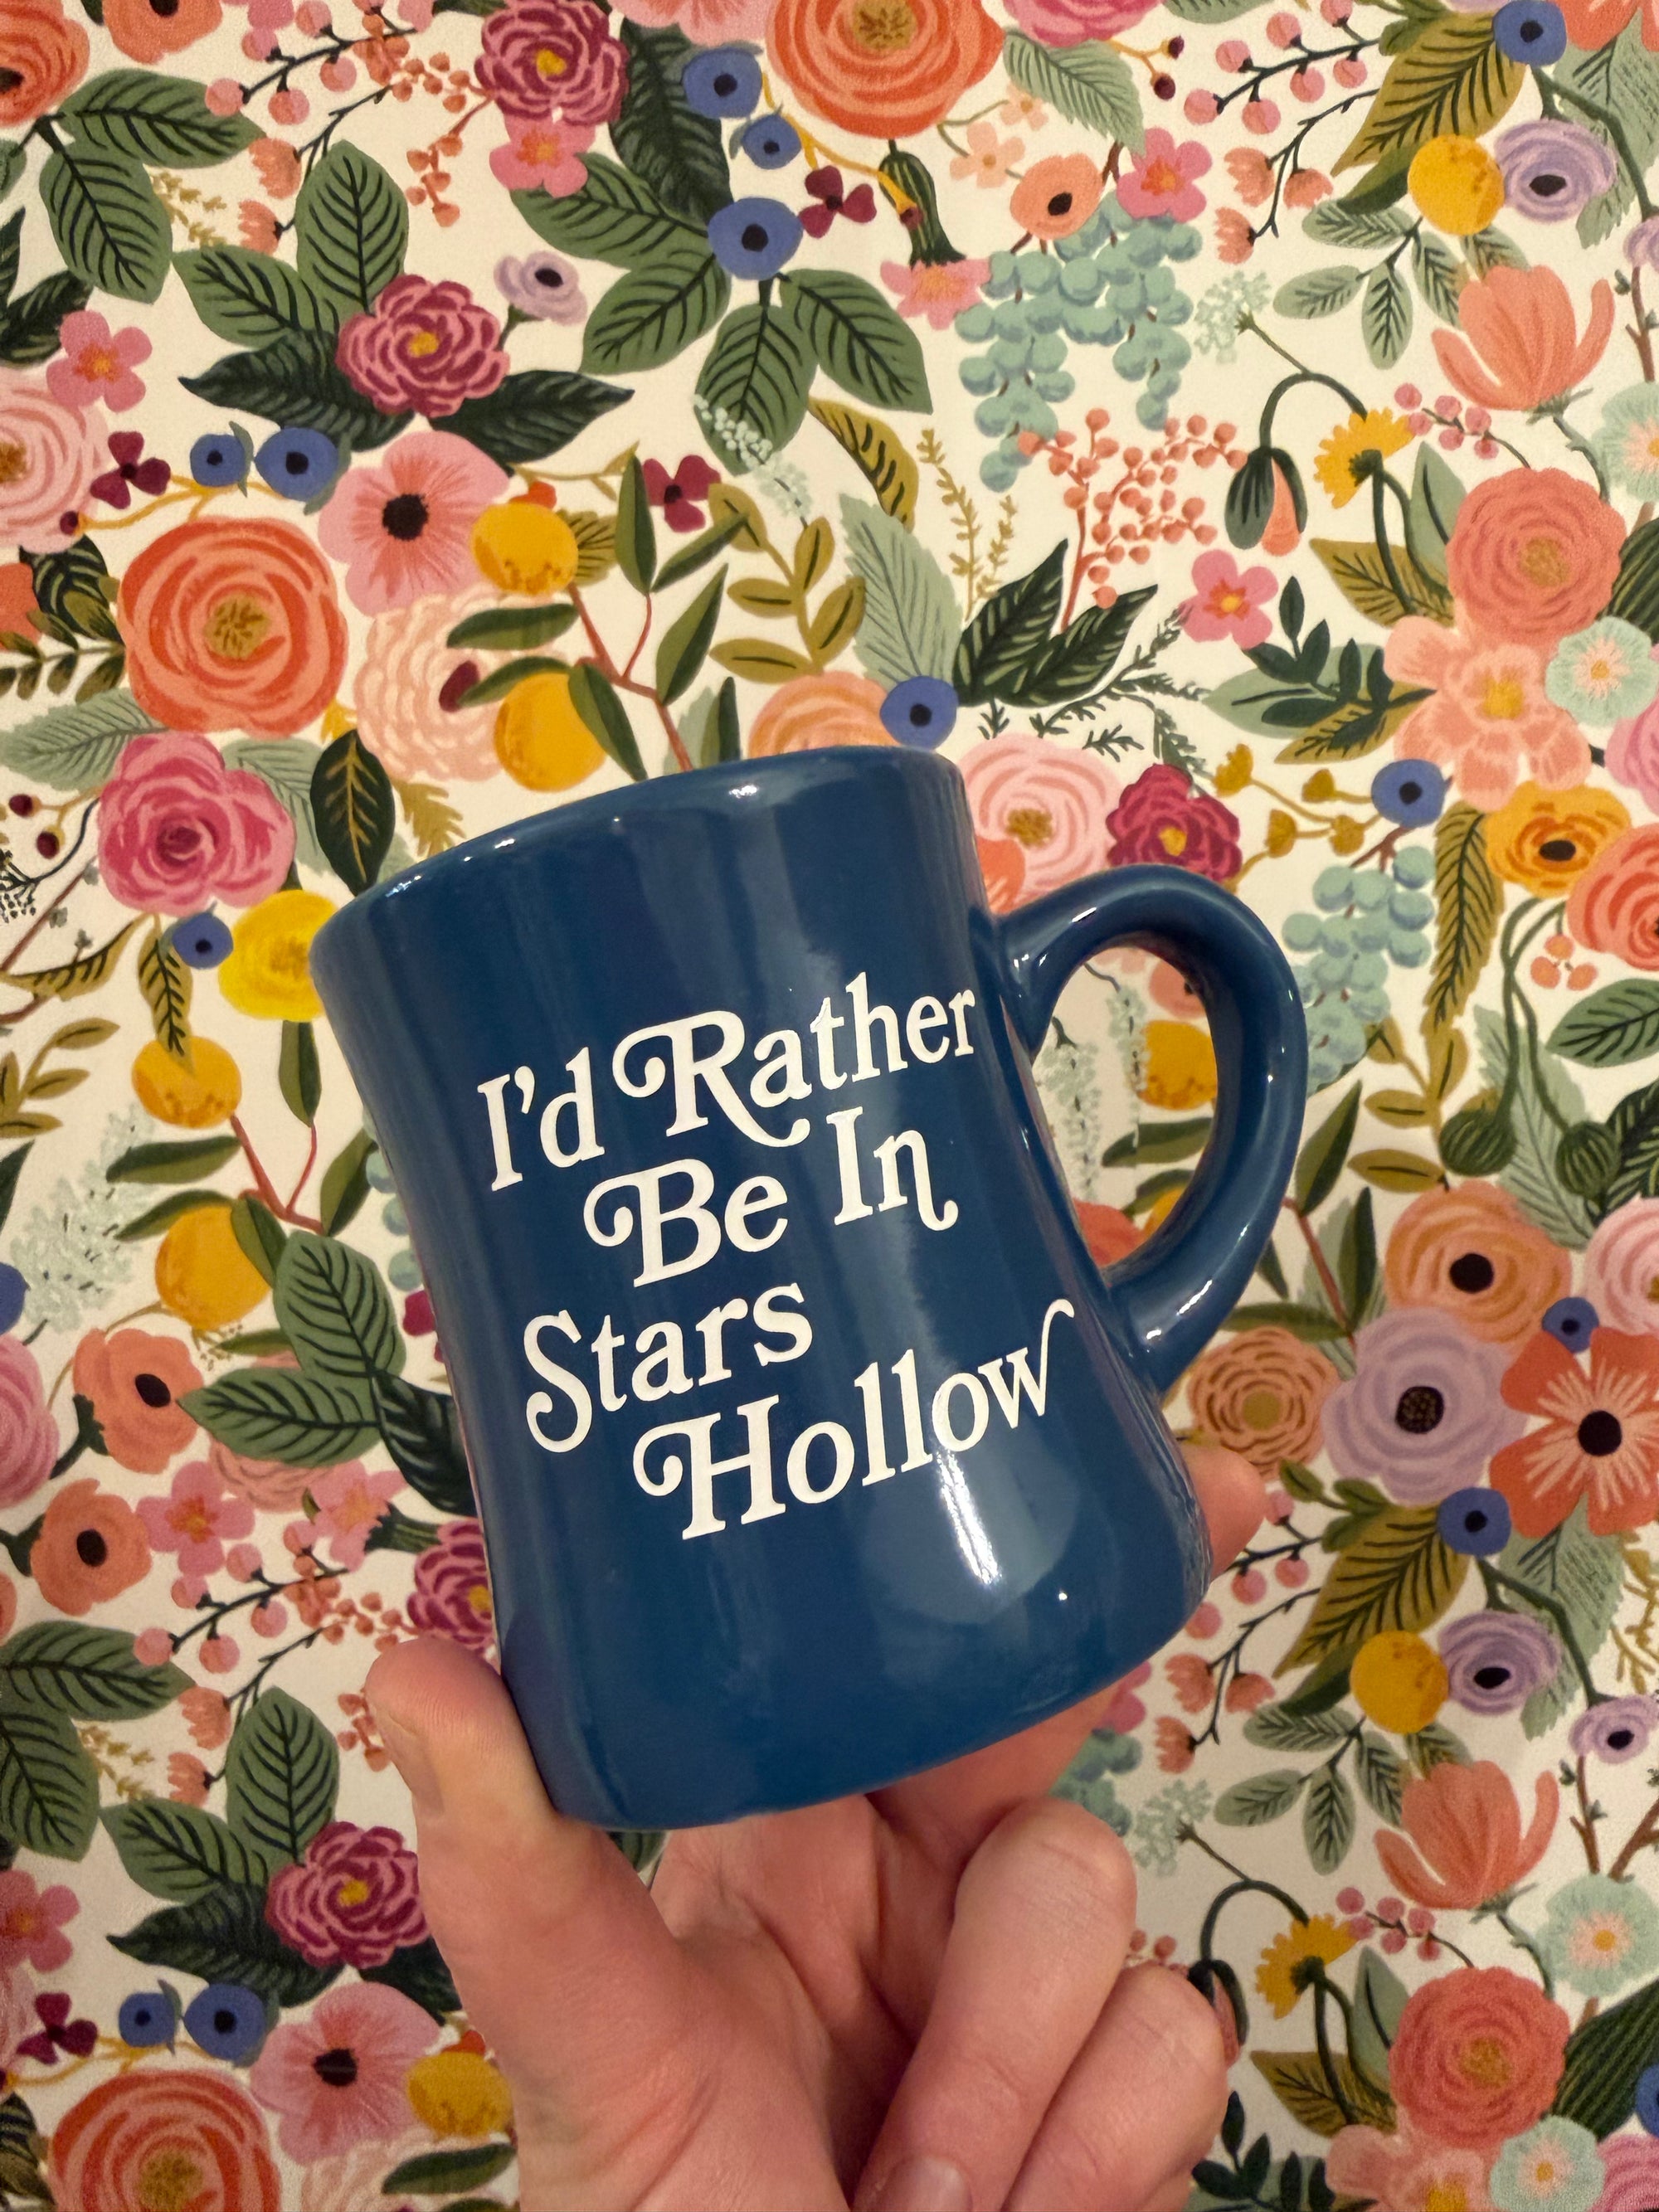 I'd Rather
Be In
Stars
Hollow